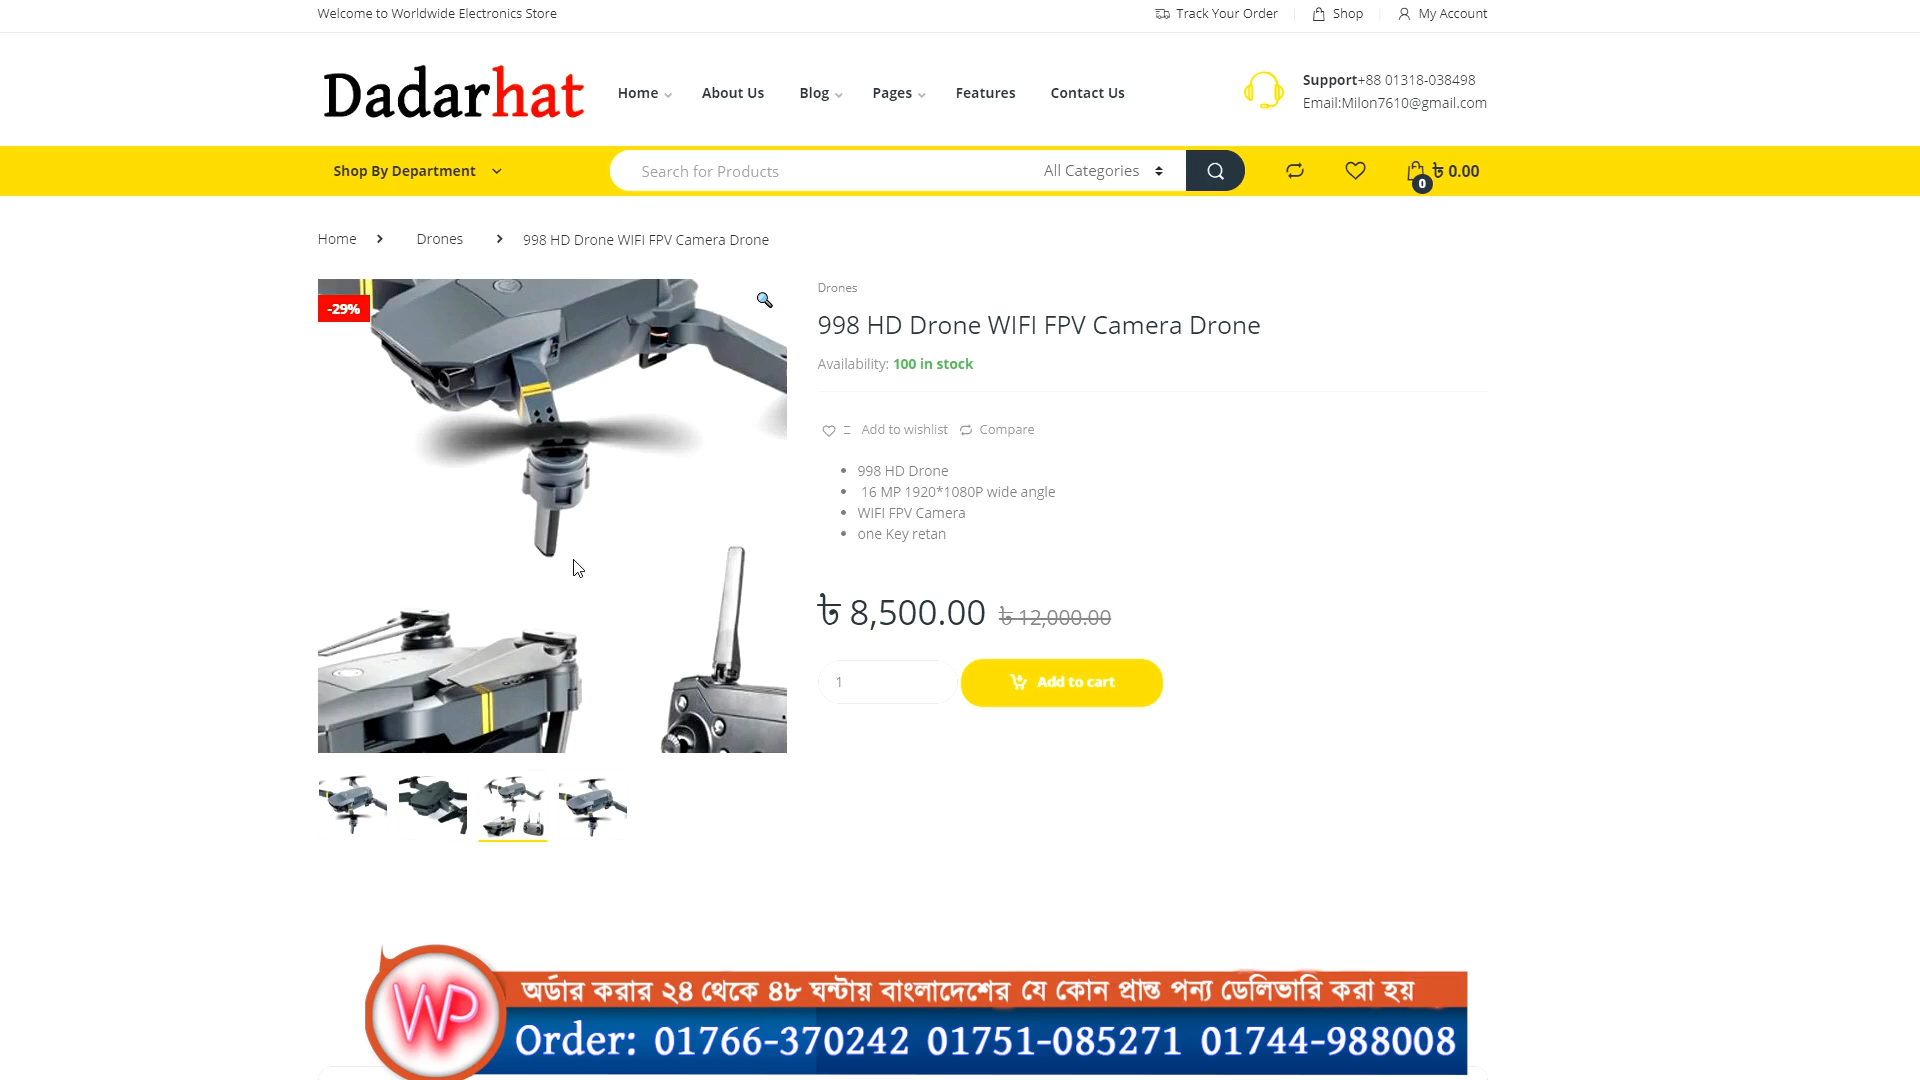 Welcome to Worldwide Electronics Store
Track Your Order
Shop
My Account
Dadarhat
Home
About Us
Blog
Pages
Features
Contact Us
Support+88 01318-038498
Email:Milon7610@gmail.com
Shop By Department
Search for Products
All Categories
0
৳ 0.00
Home
Drones
998 HD Drone WIFI FPV Camera Drone
-29%
Drones
998 HD Drone WIFI FPV Camera Drone
Availability: 100 in stock
Add to wishlist
Compare
998 HD Drone
16 MP 1920*1080P wide angle
WIFI FPV Camera
one Key retan
৳ 8,500.00 ৳ 12,000.00
1
Add to cart
WP
অর্ডার করার ২৪ থেকে ৪৮ ঘন্টায় বাংলাদেশের যে কোন প্রান্ত পন্য ডেলিভারি করা হয়
Order: 01766-370242 01751-085271 01744-988008